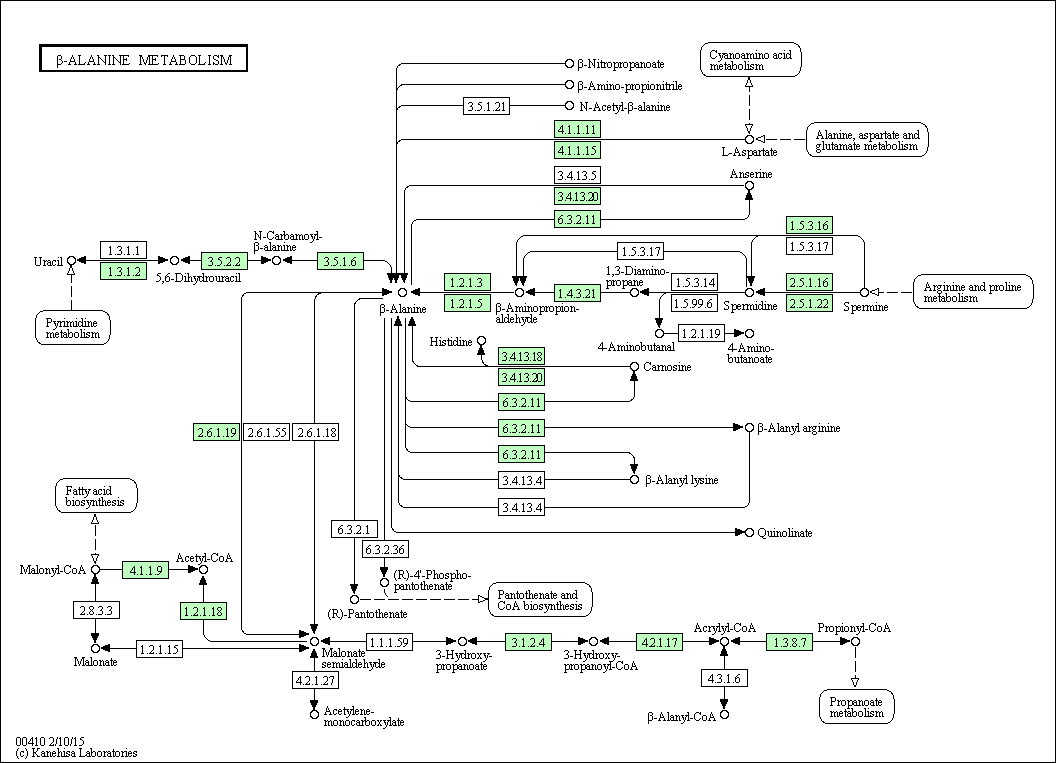 β-ALANINE METABOLISM
β-Nitropropanoate
β-Amino-propionitrile
3.5.1.21
N-Acetyl-β-alanine
Cyanoamino acid
metabolism
4.1.1.11
4.1.1.15
L-Aspartate
Alanine, aspartate and
glutamate metabolism
3.4.13.5
3.4.13.20
Anserine
6.3.2.11
1.5.3.16
1.5.3.17
1.5.3.17
Uracil
1.3.1.1
1.3.1.2
5,6-Dihydrouracil
3.5.2.2
N-Carbamoyl-
β-alanine
3.5.1.6
β-Alanine
1.2.1.3
1.2.1.5
β-Aminopropion-
aldehyde
1.4.3.21
1,3-Diamino-
propane
1.5.3.14
1.5.99.6
Spermidine
2.5.1.16
2.5.1.22
Spermine
Arginine and proline
metabolism
Pyrimidine
metabolism
4-Aminobutanal
1.2.1.19
4-Amino-
butanoate
Histidine
3.4.13.18
3.4.13.20
Carnosine
6.3.2.11
2.6.1.19
2.6.1.55
2.6.1.18
6.3.2.11
β-Alanyl arginine
6.3.2.11
3.4.13.4
β-Alanyl lysine
3.4.13.4
6.3.2.1
6.3.2.36
Quinolinate
Fatty acid
biosynthesis
Malonyl-CoA
4.1.1.9
Acetyl-CoA
(R)-4'-Phospho-
pantothenate
(R)-Pantothenate
Pantothenate and
CoA biosynthesis
2.8.3.3
1.2.1.18
Malonate
1.2.1.15
Malonate
semialdehyde
1.1.1.59
3-Hydroxy-
propanoate
3.1.2.4
3-Hydroxy-
propanoyl-CoA
4.2.1.17
Acrylyl-CoA
1.3.8.7
Propionyl-CoA
4.2.1.27
Acetylene-
monocarboxylate
4.3.1.6
β-Alanyl-CoA
Propanoate
metabolism
00410 2/10/15
(c) Kanehisa Laboratories